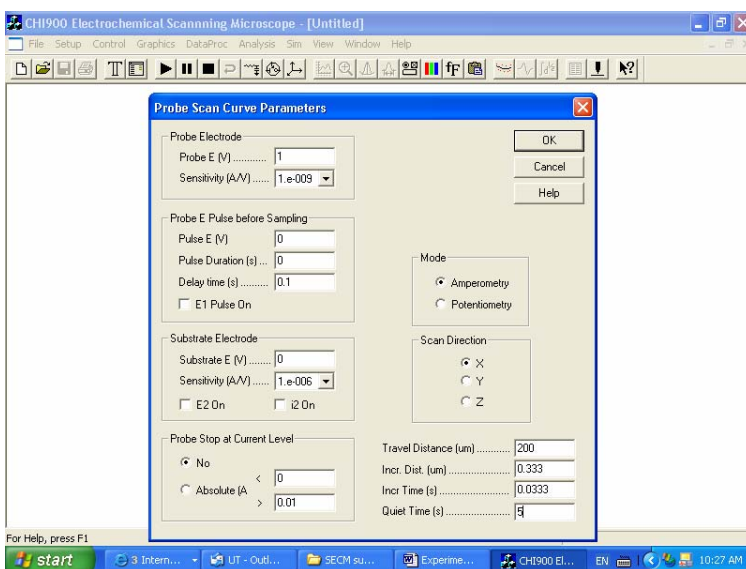 CHI900 Electrochemical Scannning Microscope - [Untitled]
File Setup Control Graphics DataProc Analysis Sim View Window Help
Probe Scan Curve Parameters
Probe Electrode
Probe E (V) ............ 1
Sensitivity (A/V) ...... 1.e-009
Probe E Pulse before Sampling
Pulse E (V) 0
Pulse Duration (s) ... 0
Delay time (s) .......... 0.1
E1 Pulse On
Substrate Electrode
Substrate E (V) ........ 0
Sensitivity (A/V) ...... 1.e-006
E2 On i2 On
Probe Stop at Current Level
No
< 0
Absolute (A
> 0.01
OK
Cancel
Help
Mode
Amperometry
Potentiometry
Scan Direction
X
Y
Z
Travel Distance (um) ........... 200
Incr. Dist. (um) ..................... 0.333
Incr Time (s) ........................ 0.0333
Quiet Time (s) ...................... 5
For Help, press F1
start 3 Intern... UT - Outl... SECM su... Experime... CHI900 El... EN 10:27 AM